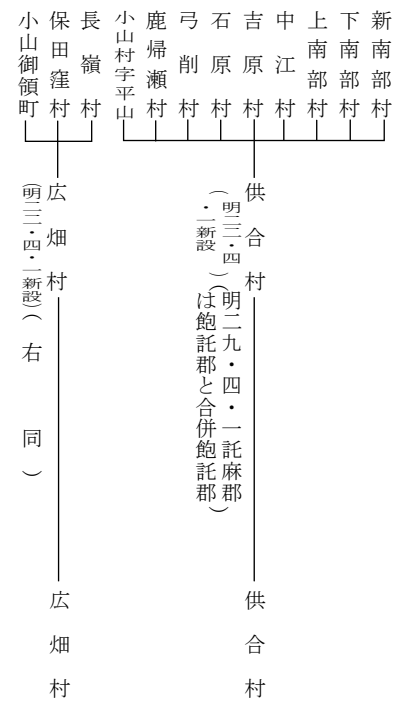 新南部村
下南部村
上南部村
中江村
吉原村
石原村
弓削村
鹿帰瀬村
小山村字平山
長嶺村
保田窪村
小山御領町
供合村
(明二二・四・一新設)
(明二九・四・一託麻郡は飽託郡と合併飽託郡)
広畑村
(明二二・四・一新設)
(右同)
供合村
広畑村